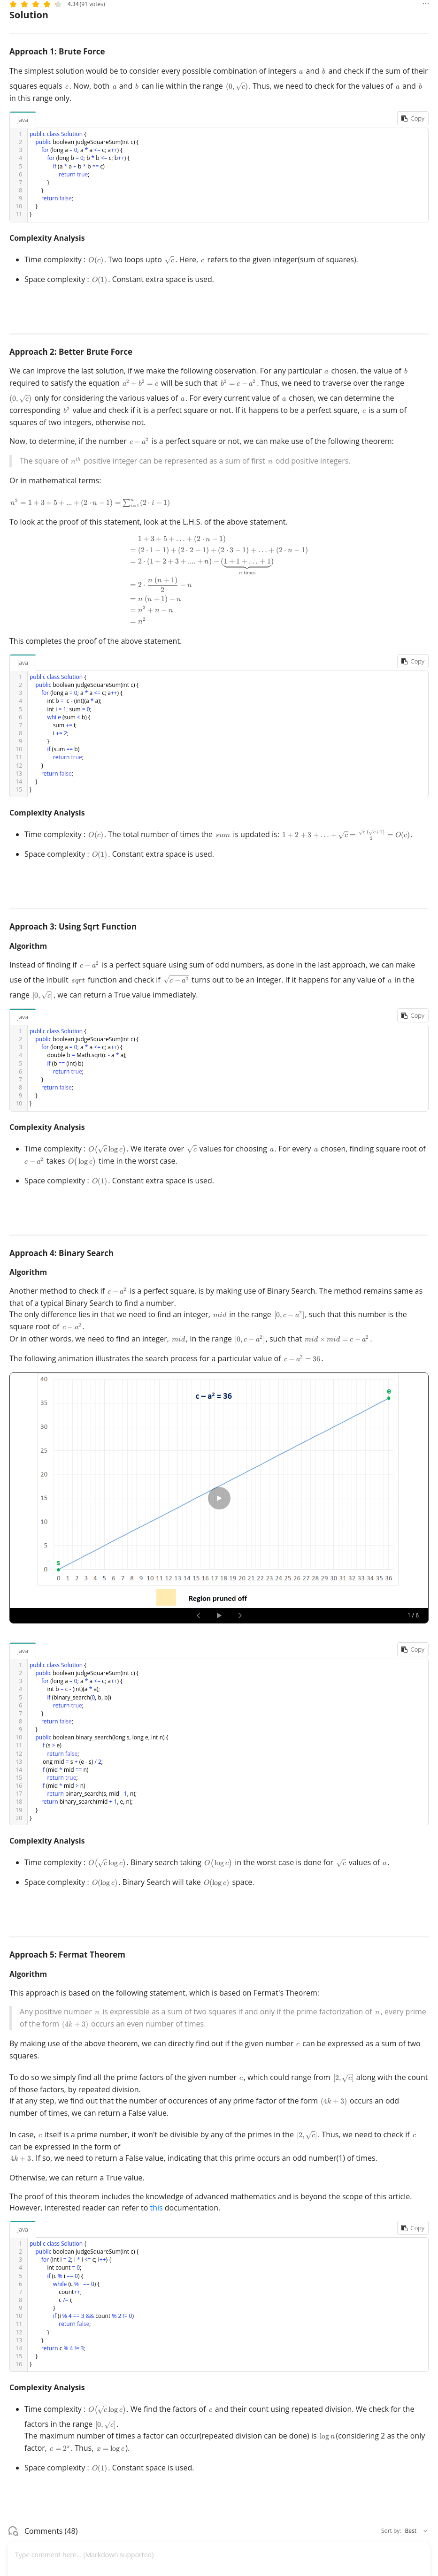 4.34 (91 votes)
Solution
Approach 1: Brute Force
The simplest solution would be to consider every possible combination of integers a and b and check if the sum of their
squares equals c. Now, both a and b can lie within the range (0, √c). Thus, we need to check for the values of a and b
in this range only.
Java
Copy
1 public class Solution {
2 public boolean judgeSquareSum(int c) {
3 for (long a = 0; a * a <= c; a++) {
4 for (long b = 0; b * b <= c; b++) {
5 if (a * a + b * b == c)
6 return true;
7 }
8 }
9 return false;
10 }
11 }
Complexity Analysis
• Time complexity : O(c). Two loops upto √c. Here, c refers to the given integer(sum of squares).
• Space complexity : O(1). Constant extra space is used.
Approach 2: Better Brute Force
We can improve the last solution, if we make the following observation. For any particular a chosen, the value of b
required to satisfy the equation a² + b² = c will be such that b² = c − a². Thus, we need to traverse over the range
(0, √c) only for considering the various values of a. For every current value of a chosen, we can determine the
corresponding b² value and check if it is a perfect square or not. If it happens to be a perfect square, c is a sum of
squares of two integers, otherwise not.
Now, to determine, if the number c − a² is a perfect square or not, we can make use of the following theorem:
The square of nᵗʰ positive integer can be represented as a sum of first n odd positive integers.
Or in mathematical terms:
n² = 1 + 3 + 5 + ... + (2 · n − 1) = ∑ⁿᵢ₌₁(2 · i − 1)
To look at the proof of this statement, look at the L.H.S. of the above statement.
1 + 3 + 5 + ... + (2 · n − 1)
= (2 · 1 − 1) + (2 · 2 − 1) + (2 · 3 − 1) + ... + (2 · n − 1)
= 2 · (1 + 2 + 3 + .... + n) − (1 + 1 + ... + 1)
n times
= 2 · n (n + 1) / 2 − n
= n (n + 1) − n
= n² + n − n
= n²
This completes the proof of the above statement.
Java
Copy
1 public class Solution {
2 public boolean judgeSquareSum(int c) {
3 for (long a = 0; a * a <= c; a++) {
4 int b = c - (int)(a * a);
5 int i = 1, sum = 0;
6 while (sum < b) {
7 sum += i;
8 i += 2;
9 }
10 if (sum == b)
11 return true;
12 }
13 return false;
14 }
15 }
Complexity Analysis
• Time complexity : O(c). The total number of times the sum is updated is: 1 + 2 + 3 + ... + √c = √c (√c+1) / 2 = O(c).
• Space complexity : O(1). Constant extra space is used.
Approach 3: Using Sqrt Function
Algorithm
Instead of finding if c − a² is a perfect square using sum of odd numbers, as done in the last approach, we can make
use of the inbuilt sqrt function and check if √(c − a²) turns out to be an integer. If it happens for any value of a in the
range [0, √c], we can return a True value immediately.
Java
Copy
1 public class Solution {
2 public boolean judgeSquareSum(int c) {
3 for (long a = 0; a * a <= c; a++) {
4 double b = Math.sqrt(c - a * a);
5 if (b == (int) b)
6 return true;
7 }
8 return false;
9 }
10 }
Complexity Analysis
• Time complexity : O(√c log c). We iterate over √c values for choosing a. For every a chosen, finding square root of
c − a² takes O(log c) time in the worst case.
• Space complexity : O(1). Constant extra space is used.
Approach 4: Binary Search
Algorithm
Another method to check if c − a² is a perfect square, is by making use of Binary Search. The method remains same as
that of a typical Binary Search to find a number.
The only difference lies in that we need to find an integer, mid in the range [0, c − a²], such that this number is the
square root of c − a².
Or in other words, we need to find an integer, mid, in the range [0, c − a²], such that mid × mid = c − a².
The following animation illustrates the search process for a particular value of c − a² = 36.
c − a² = 36
40
35
30
25
20
15
10
5
0
s
e
0 1 2 3 4 5 6 7 8 9 10 11 12 13 14 15 16 17 18 19 20 21 22 23 24 25 26 27 28 29 30 31 32 33 34 35 36
Region pruned off
1 / 6
Java
Copy
1 public class Solution {
2 public boolean judgeSquareSum(int c) {
3 for (long a = 0; a * a <= c; a++) {
4 int b = c - (int)(a * a);
5 if (binary_search(0, b, b))
6 return true;
7 }
8 return false;
9 }
10 public boolean binary_search(long s, long e, int n) {
11 if (s > e)
12 return false;
13 long mid = s + (e - s) / 2;
14 if (mid * mid == n)
15 return true;
16 if (mid * mid > n)
17 return binary_search(s, mid - 1, n);
18 return binary_search(mid + 1, e, n);
19 }
20 }
Complexity Analysis
• Time complexity : O(√c log c). Binary search taking O(log c) in the worst case is done for √c values of a.
• Space complexity : O(log c). Binary Search will take O(log c) space.
Approach 5: Fermat Theorem
Algorithm
This approach is based on the following statement, which is based on Fermat's Theorem:
Any positive number n is expressible as a sum of two squares if and only if the prime factorization of n, every prime
of the form (4k + 3) occurs an even number of times.
By making use of the above theorem, we can directly find out if the given number c can be expressed as a sum of two
squares.
To do so we simply find all the prime factors of the given number c, which could range from [2, √c] along with the count
of those factors, by repeated division.
If at any step, we find out that the number of occurences of any prime factor of the form (4k + 3) occurs an odd
number of times, we can return a False value.
In case, c itself is a prime number, it won't be divisible by any of the primes in the [2, √c]. Thus, we need to check if c
can be expressed in the form of
4k + 3. If so, we need to return a False value, indicating that this prime occurs an odd number(1) of times.
Otherwise, we can return a True value.
The proof of this theorem includes the knowledge of advanced mathematics and is beyond the scope of this article.
However, interested reader can refer to this documentation.
Java
Copy
1 public class Solution {
2 public boolean judgeSquareSum(int c) {
3 for (int i = 2; i * i <= c; i++) {
4 int count = 0;
5 if (c % i == 0) {
6 while (c % i == 0) {
7 count++;
8 c /= i;
9 }
10 if (i % 4 == 3 && count % 2 != 0)
11 return false;
12 }
13 }
14 return c % 4 != 3;
15 }
16 }
Complexity Analysis
• Time complexity : O(√c log c). We find the factors of c and their count using repeated division. We check for the
factors in the range [0, √c].
The maximum number of times a factor can occur(repeated division can be done) is log n(considering 2 as the only
factor, c = 2ˣ. Thus, x = log c).
• Space complexity : O(1). Constant space is used.
Comments (48)
Sort by: Best
Type comment here... (Markdown supported)